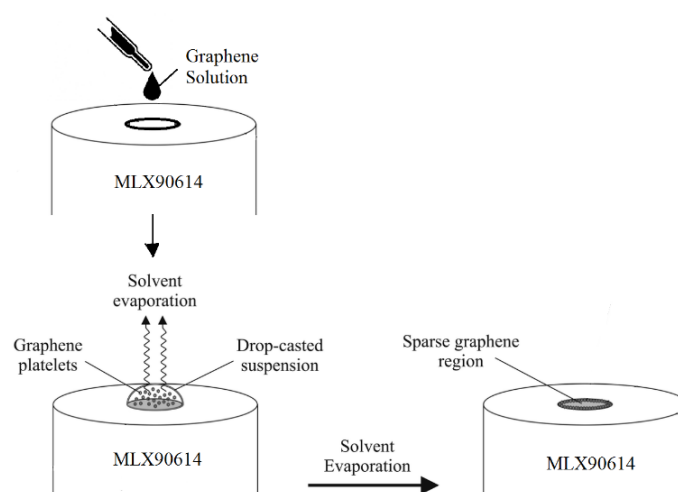 Graphene
Solution
MLX90614
Solvent
evaporation
Graphene
platelets
Drop-casted
suspension
MLX90614
Solvent
Evaporation
Sparse graphene
region
MLX90614